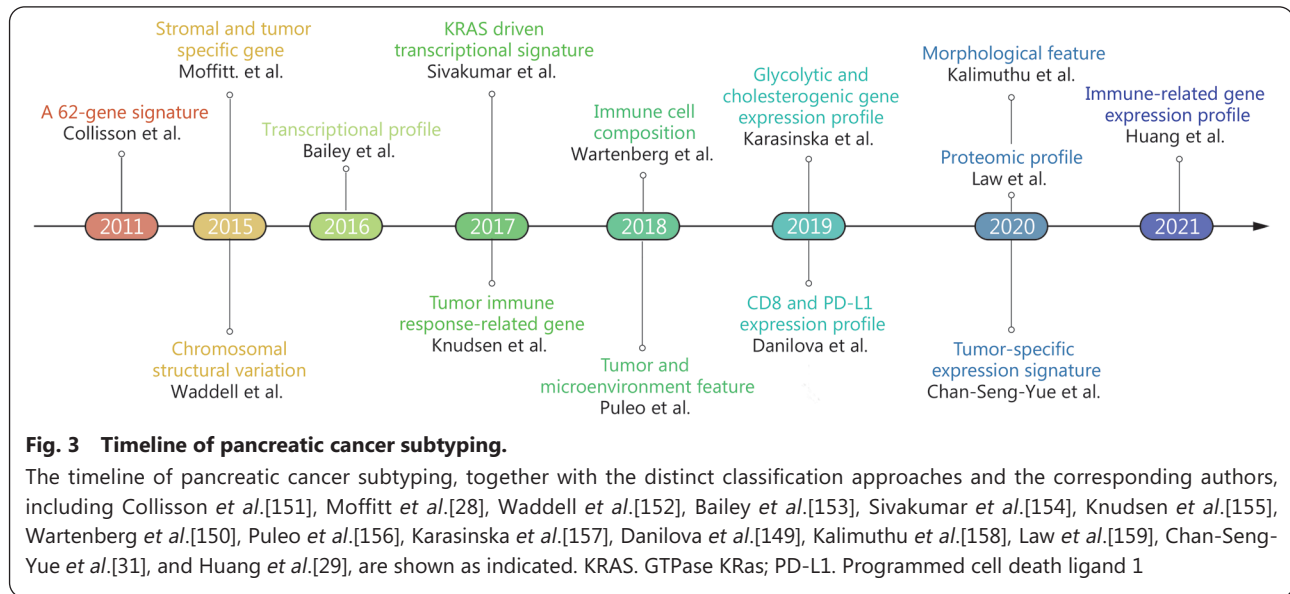 A 62-gene signature
Collisson et al.
Stromal and tumor
specific gene
Moffitt. et al.
Transcriptional profile
Bailey et al.
KRAS driven
transcriptional signature
Sivakumar et al.
Immune cell
composition
Wartenberg et al.
Glycolytic and
cholesterogenic gene
expression profile
Karasinska et al.
Morphological feature
Kalimuthu et al.
Proteomic profile
Law et al.
Immune-related gene
expression profile
Huang et al.
2011
2015
2016
2017
2018
2019
2020
2021
Chromosomal
structural variation
Waddell et al.
Tumor immune
response-related gene
Knudsen et al.
Tumor and
microenvironment feature
Puleo et al.
CD8 and PD-L1
expression profile
Danilova et al.
Tumor-specific
expression signature
Chan-Seng-Yue et al.
Fig. 3 Timeline of pancreatic cancer subtyping.
The timeline of pancreatic cancer subtyping, together with the distinct classification approaches and the corresponding authors,
including Collisson et al.[151], Moffitt et al.[28], Waddell et al.[152], Bailey et al.[153], Sivakumar et al.[154], Knudsen et al.[155],
Wartenberg et al.[150], Puleo et al.[156], Karasinska et al.[157], Danilova et al.[149], Kalimuthu et al.[158], Law et al.[159], Chan-Seng-
Yue et al.[31], and Huang et al.[29], are shown as indicated. KRAS. GTPase KRas; PD-L1. Programmed cell death ligand 1